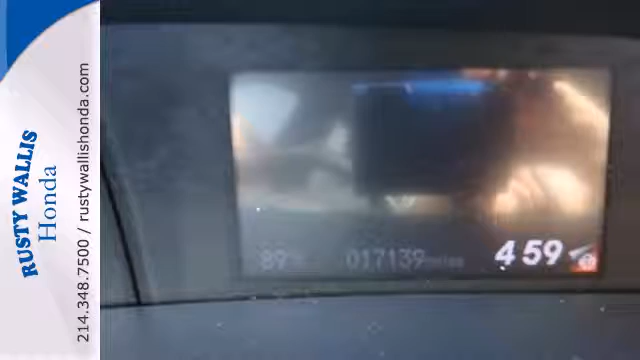 RUSTY WALLIS
Honda
214.348.7500 / rustywallishonda.com
89°
017139 miles
4 59